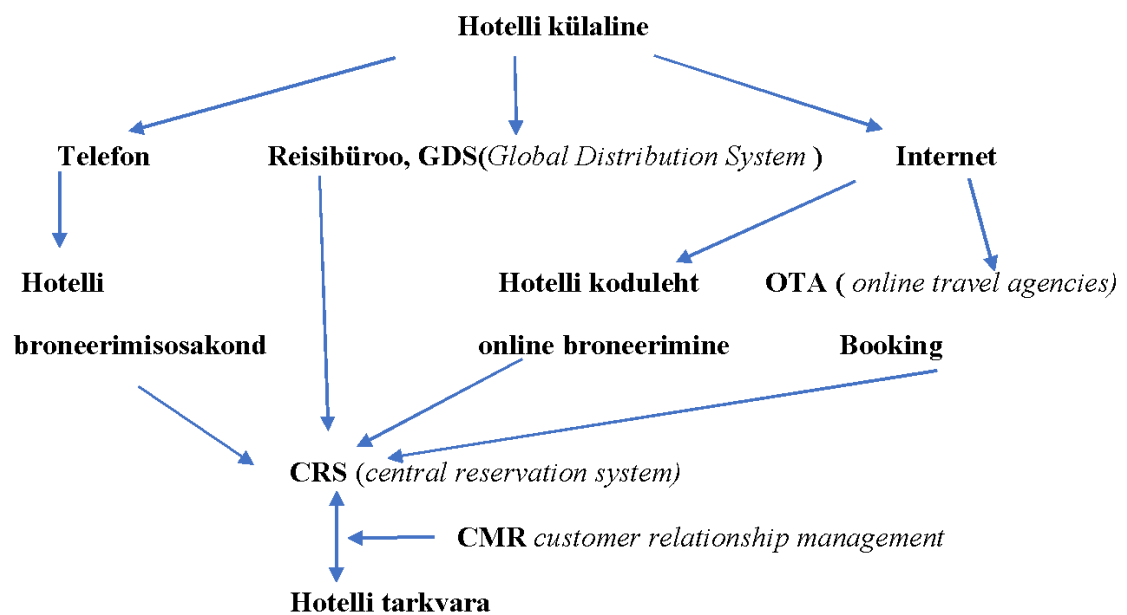 Hotelli külaline
Telefon
Reisibüroo, GDS(Global Distribution System )
Internet
Hotelli
Hotelli koduleht
OTA ( online travel agencies)
broneerimisosakond
online broneerimine
Booking
CRS (central reservation system)
CMR customer relationship management
Hotelli tarkvara